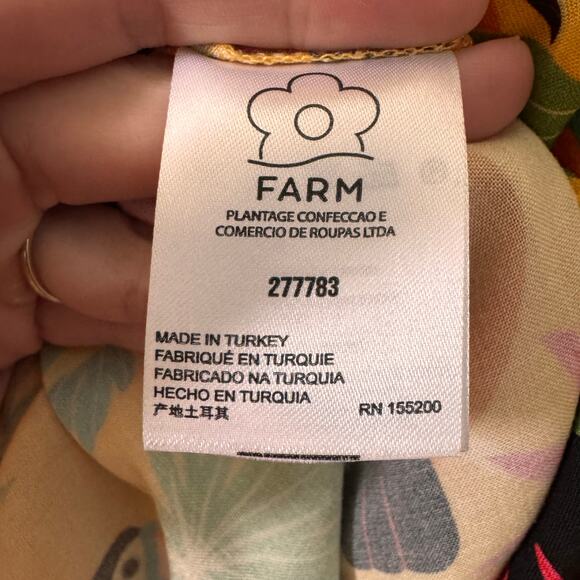 FARM
PLANTAGE CONFECCAO E
COMERCIO DE ROUPAS LTDA
277783
MADE IN TURKEY
FABRIQUÉ EN TURQUIE
FABRICADO NA TURQUIA
HECHO EN TURQUIA
产地土耳其
RN 155200